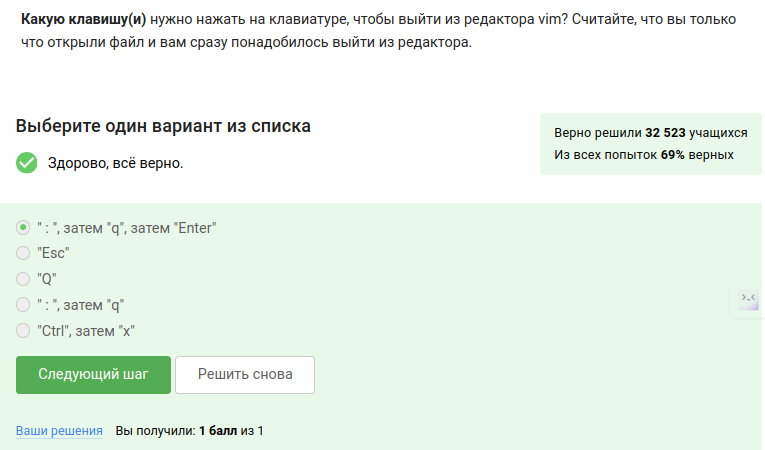 Какую клавишу(и) нужно нажать на клавиатуре, чтобы выйти из редактора vim? Считайте, что вы только
что открыли файл и вам сразу понадобилось выйти из редактора.
Выберите один вариант из списка
Верно решили 32 523 учащихся
Из всех попыток 69% верных
Здорово, всё верно.
" : ", затем "q", затем "Enter"
"Esc"
"Q"
" : ", затем "q"
"Ctrl", затем "x"
Следующий шаг
Решить снова
Ваши решения Вы получили: 1 балл из 1